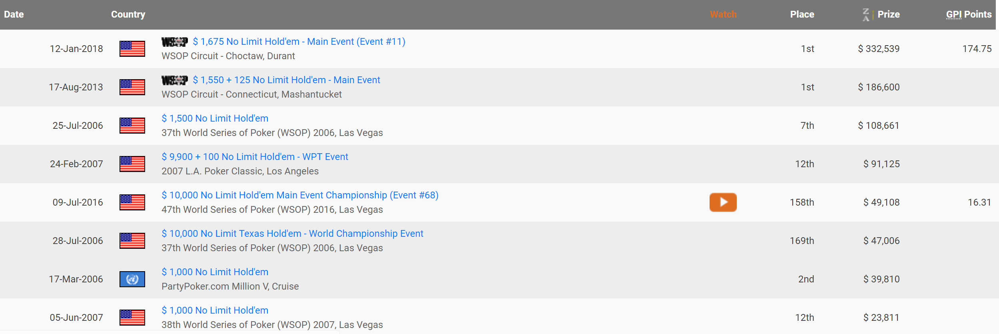 Date Country Watch Place Z A Prize GPI Points
12-Jan-2018 WSOP $ 1,675 No Limit Hold'em - Main Event (Event #11) 1st $ 332,539 174.75
WSOP Circuit - Choctaw, Durant
17-Aug-2013 WSOP $ 1,550 + 125 No Limit Hold'em - Main Event 1st $ 186,600
WSOP Circuit - Connecticut, Mashantucket
25-Jul-2006 $ 1,500 No Limit Hold'em 7th $ 108,661
37th World Series of Poker (WSOP) 2006, Las Vegas
24-Feb-2007 $ 9,900 + 100 No Limit Hold'em - WPT Event 12th $ 91,125
2007 L.A. Poker Classic, Los Angeles
09-Jul-2016 $ 10,000 No Limit Hold'em Main Event Championship (Event #68) 158th $ 49,108 16.31
47th World Series of Poker (WSOP) 2016, Las Vegas
28-Jul-2006 $ 10,000 No Limit Texas Hold'em - World Championship Event 169th $ 47,006
37th World Series of Poker (WSOP) 2006, Las Vegas
17-Mar-2006 $ 1,000 No Limit Hold'em 2nd $ 39,810
PartyPoker.com Million V, Cruise
05-Jun-2007 $ 1,000 No Limit Hold'em 12th $ 23,811
38th World Series of Poker (WSOP) 2007, Las Vegas